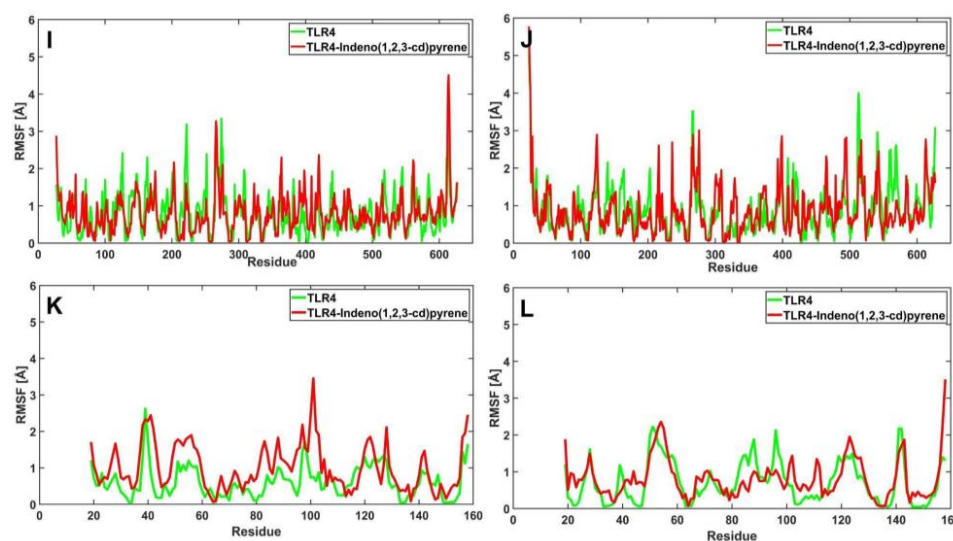 I
TLR4
TLR4-Indeno(1,2,3-cd)pyrene
RMSF [Å]
6
5
4
3
2
1
0
0 100 200 300 400 500 600
Residue
J
TLR4
TLR4-Indeno(1,2,3-cd)pyrene
RMSF [Å]
6
5
4
3
2
1
0
0 100 200 300 400 500 600
Residue
K
TLR4
TLR4-Indeno(1,2,3-cd)pyrene
RMSF [Å]
6
5
4
3
2
1
0
0 20 40 60 80 100 120 140 160
Residue
L
TLR4
TLR4-Indeno(1,2,3-cd)pyrene
RMSF [Å]
6
5
4
3
2
1
0
0 20 40 60 80 100 120 140 160
Residue